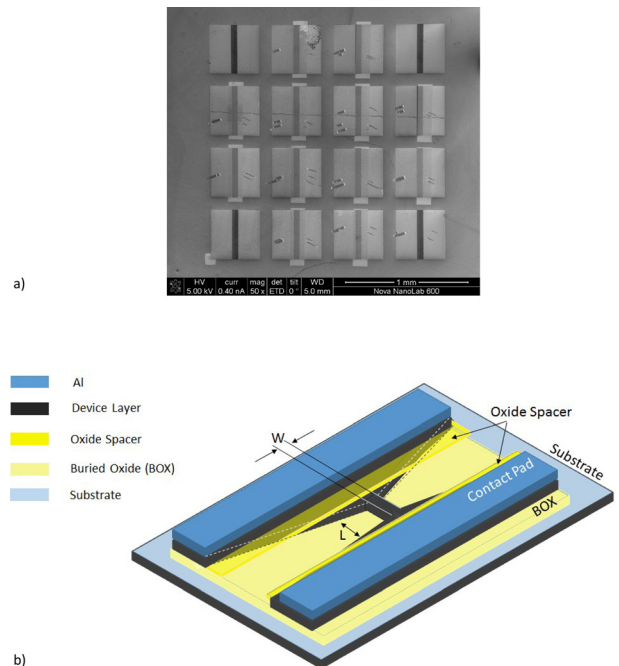 HV curr mag det tilt WD
5.00 kV 0.40 nA 50 x ETD 0 ° 5.0 mm
1 mm
Nova NanoLab 600
a)
Al
Device Layer
Oxide Spacer
Buried Oxide (BOX)
Substrate
W
Oxide Spacer
Substrate
Contact Pad
L
BOX
b)